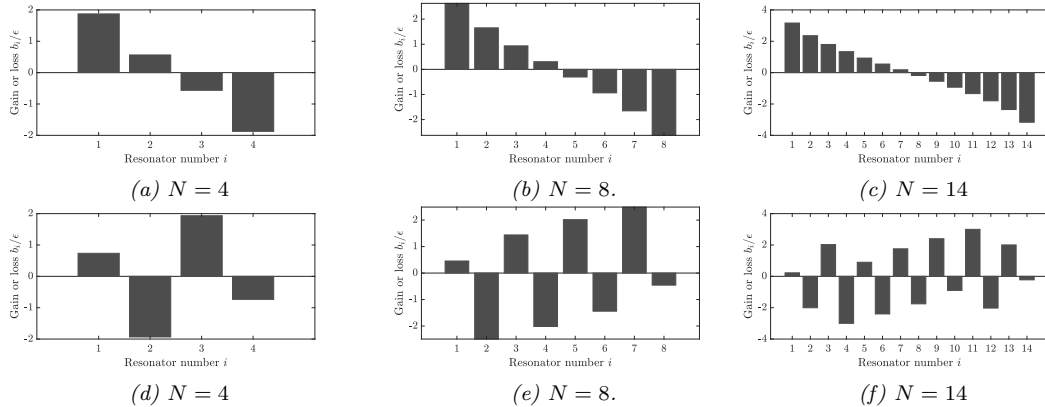 2
1
0
-1
-2
Gain or loss b_i/ϵ
1 2 3 4
Resonator number i
(a) N = 4
2
1
0
-1
-2
Gain or loss b_i/ϵ
1 2 3 4 5 6 7 8
Resonator number i
(b) N = 8.
4
2
0
-2
-4
Gain or loss b_i/ϵ
1 2 3 4 5 6 7 8 9 10 11 12 13 14
Resonator number i
(c) N = 14
2
1
0
-1
-2
Gain or loss b_i/ϵ
1 2 3 4
Resonator number i
(d) N = 4
2
1
0
-1
-2
Gain or loss b_i/ϵ
1 2 3 4 5 6 7 8
Resonator number i
(e) N = 8.
4
2
0
-2
-4
Gain or loss b_i/ϵ
1 2 3 4 5 6 7 8 9 10 11 12 13 14
Resonator number i
(f) N = 14